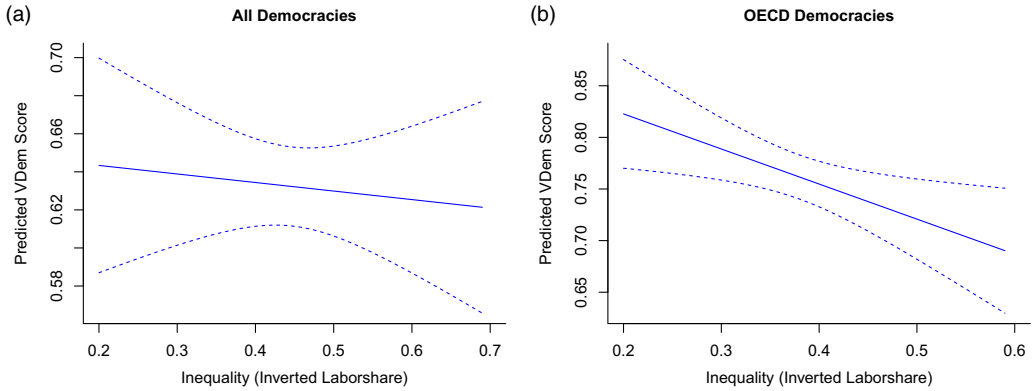 (a)
All Democracies
Predicted VDem Score
0.70
0.66
0.62
0.58
0.2 0.3 0.4 0.5 0.6 0.7
Inequality (Inverted Laborshare)
(b)
OECD Democracies
Predicted VDem Score
0.85
0.80
0.75
0.70
0.65
0.2 0.3 0.4 0.5 0.6
Inequality (Inverted Laborshare)